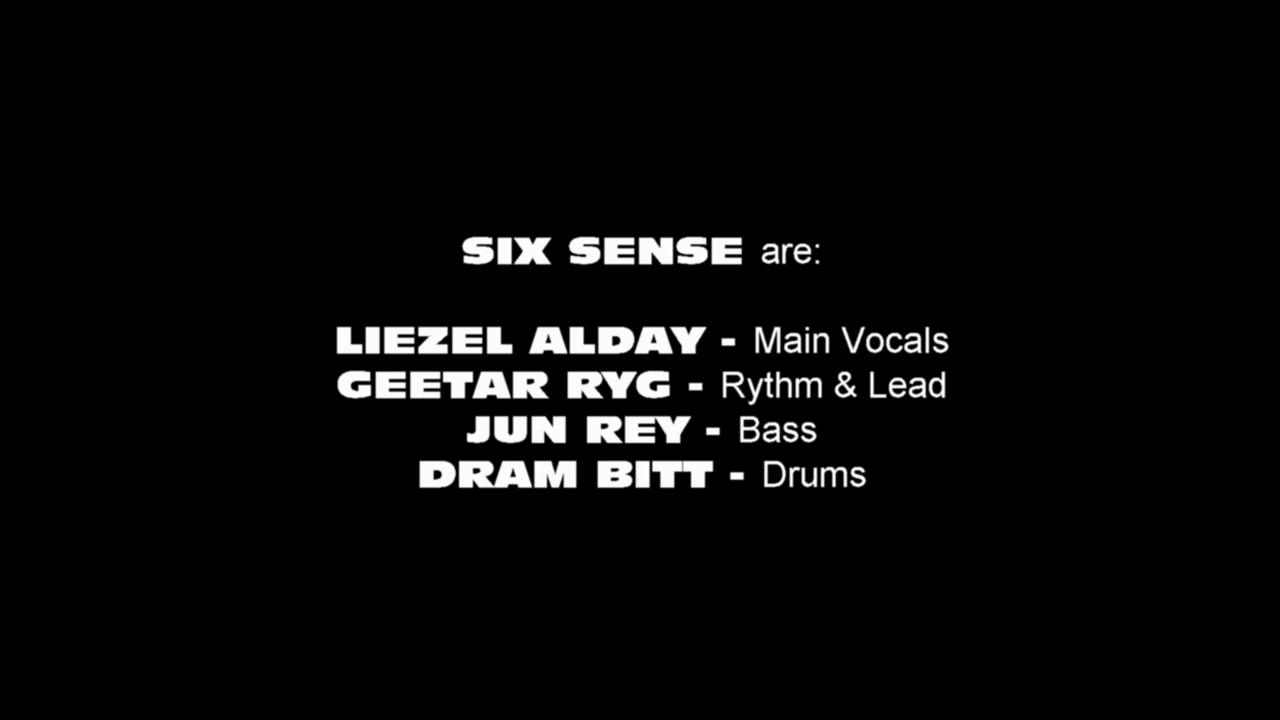 SIX SENSE are:
LIEZEL ALDAY - Main Vocals
GEETAR RYG - Rythm & Lead
JUN REY - Bass
DRAM BITT - Drums